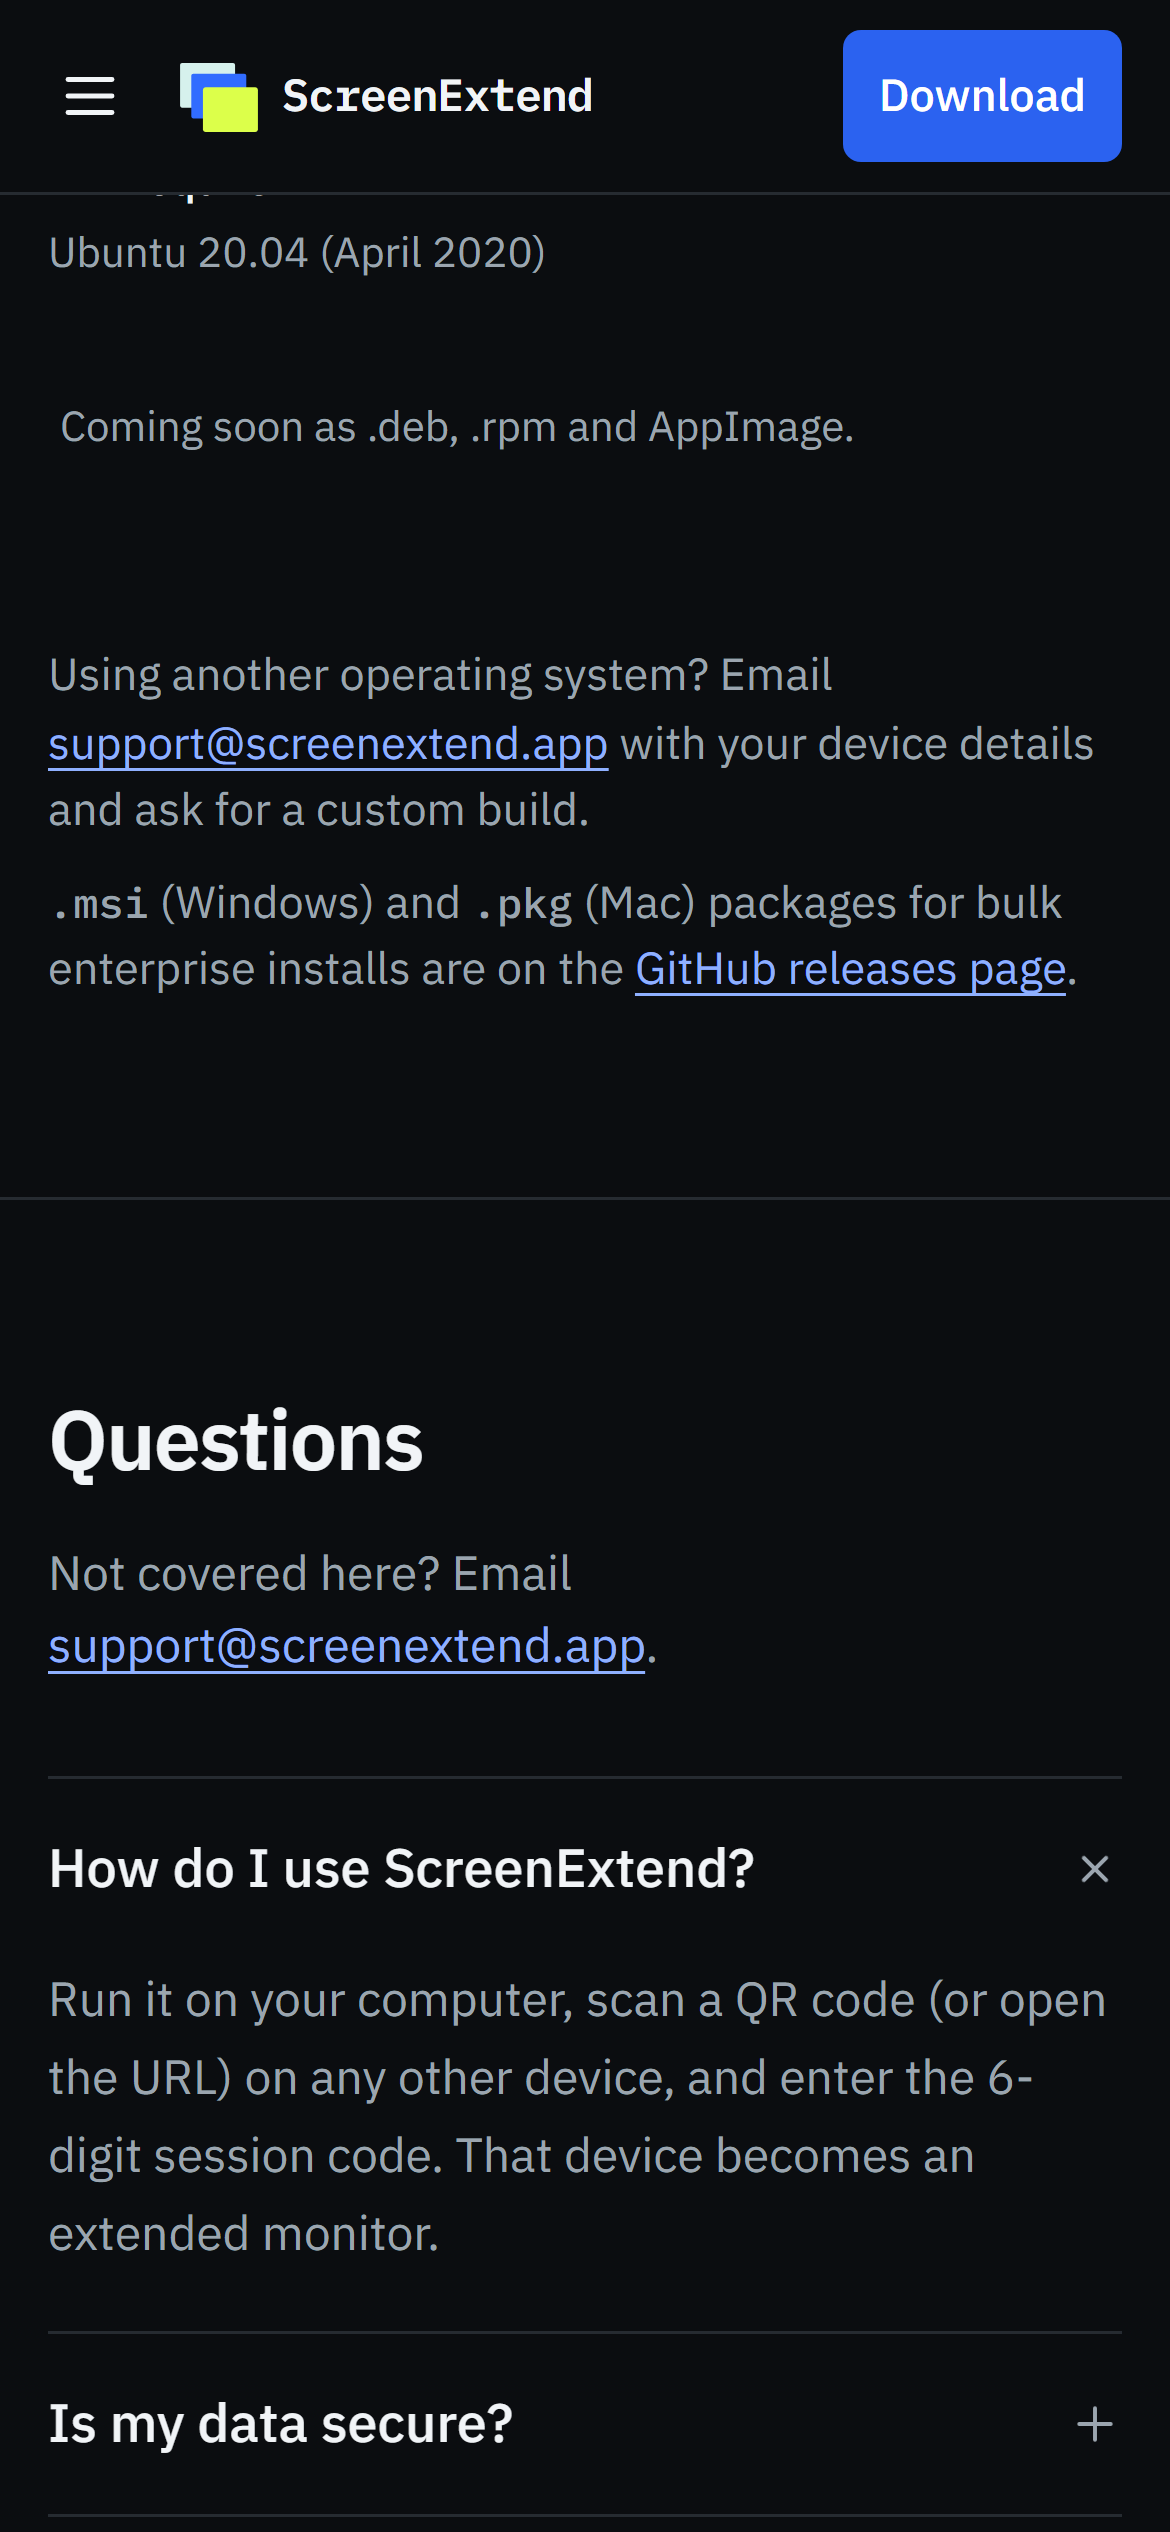 ScreenExtend
Download
Ubuntu 20.04 (April 2020)
Coming soon as .deb, .rpm and AppImage.
Using another operating system? Email
support@screenextend.app with your device details
and ask for a custom build.
.msi (Windows) and .pkg (Mac) packages for bulk
enterprise installs are on the GitHub releases page.
Questions
Not covered here? Email
support@screenextend.app.
How do I use ScreenExtend?
Run it on your computer, scan a QR code (or open
the URL) on any other device, and enter the 6-
digit session code. That device becomes an
extended monitor.
Is my data secure?